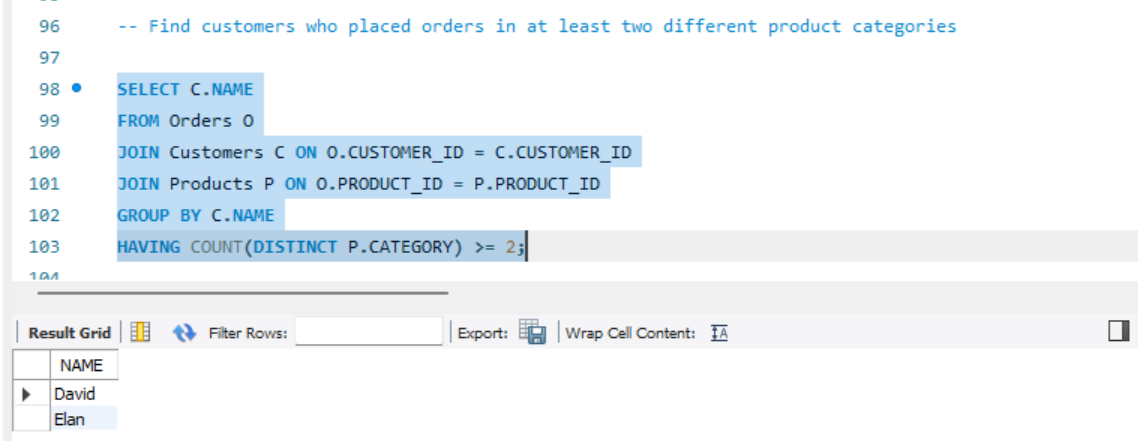 96 -- Find customers who placed orders in at least two different product categories
97
98 SELECT C.NAME
99 FROM Orders O
100 JOIN Customers C ON O.CUSTOMER_ID = C.CUSTOMER_ID
101 JOIN Products P ON O.PRODUCT_ID = P.PRODUCT_ID
102 GROUP BY C.NAME
103 HAVING COUNT(DISTINCT P.CATEGORY) >= 2;
104
Result Grid Filter Rows: Export: Wrap Cell Content: IA
NAME
David
Elan